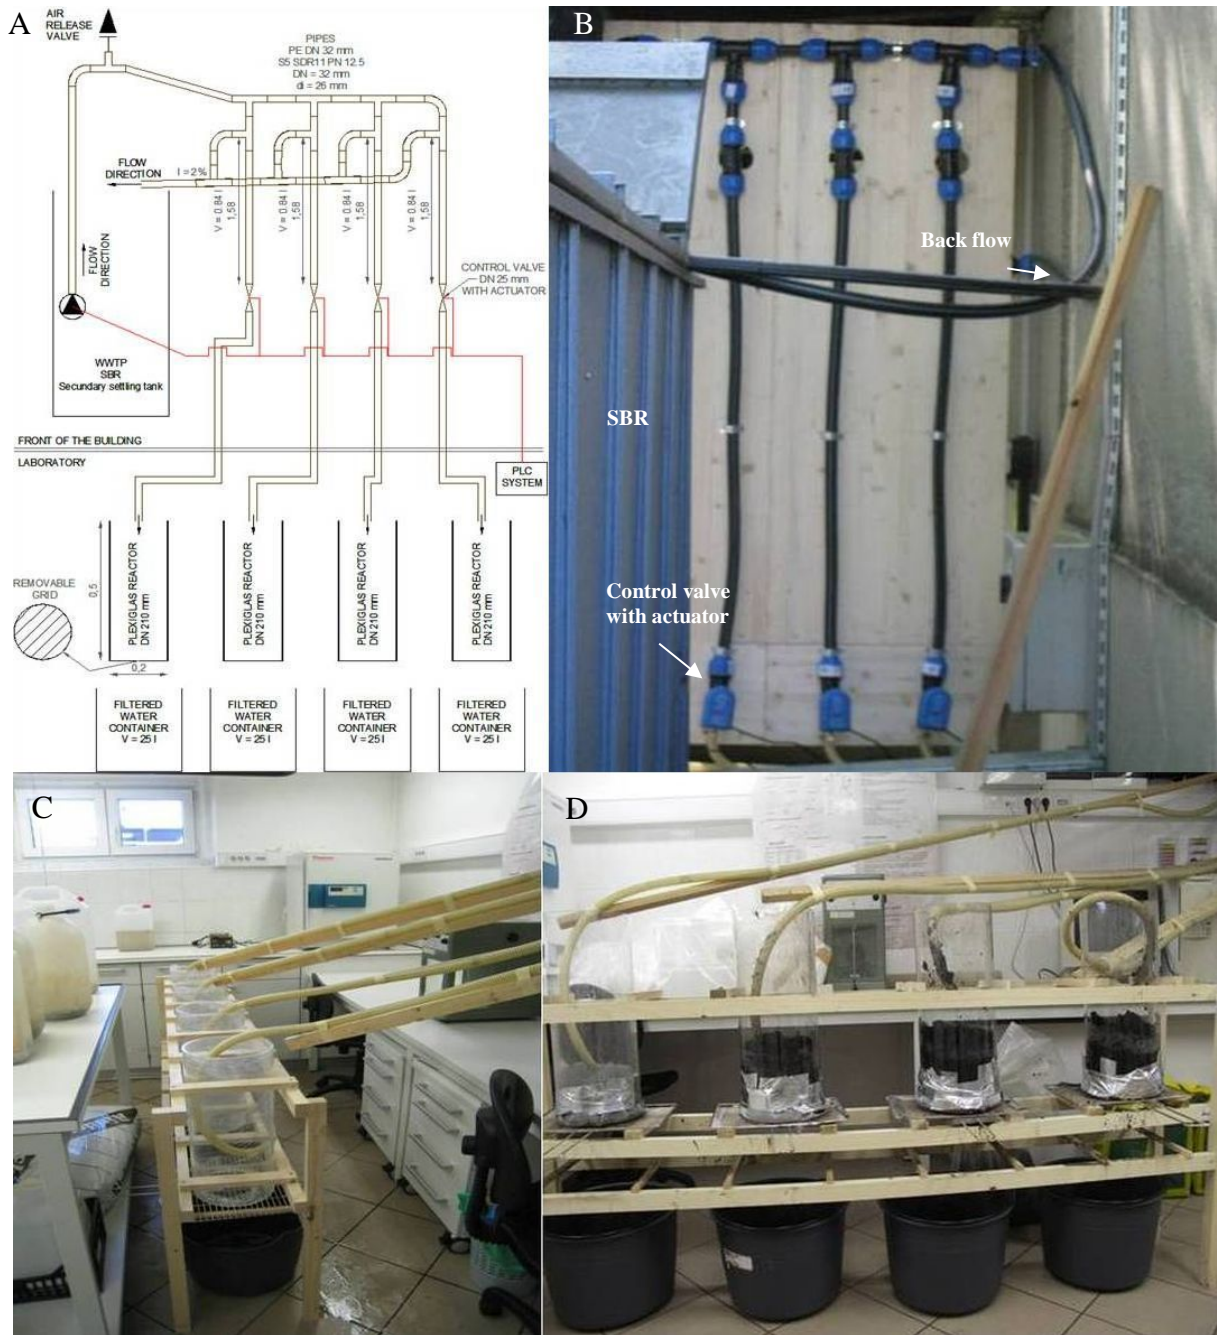 A
AIR
RELEASE
VALVE
PIPES
PE DN 32 mm
S5 SDR11 PN 12.5
DN = 32 mm
di = 26 mm
FLOW
DIRECTION
I = 2%
V = 0.84 l
1,58
V = 0.84 l
1,58
V = 0.84 l
1,58
V = 0.84 l
1,58
FLOW
DIRECTION
CONTROL VALVE
DN 25 mm
WITH ACTUATOR
WWTP
SBR
Secundary settling tank
FRONT OF THE BUILDING
LABORATORY
PLC
SYSTEM
REMOVABLE
GRID
0,5
PLEXIGLAS REACTOR
DN 210 mm
PLEXIGLAS REACTOR
DN 210 mm
PLEXIGLAS REACTOR
DN 210 mm
PLEXIGLAS REACTOR
DN 210 mm
0,2
FILTERED
WATER
CONTAINER
V = 25 l
FILTERED
WATER
CONTAINER
V = 25 l
FILTERED
WATER
CONTAINER
V = 25 l
FILTERED
WATER
CONTAINER
V = 25 l
B
Back flow
SBR
Control valve
with actuator
C
D